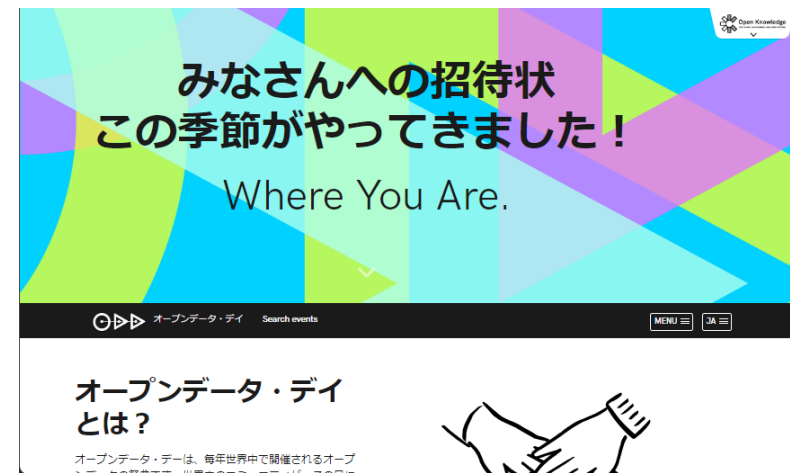 Open Knowledge
みなさんへの招待状
この季節がやってきました！
Where You Are.
オープンデータ・デイ
Search events
MENU
JA
オープンデータ・デイ
とは？
オープンデータ・デーは、毎年世界中で開催されるオープ